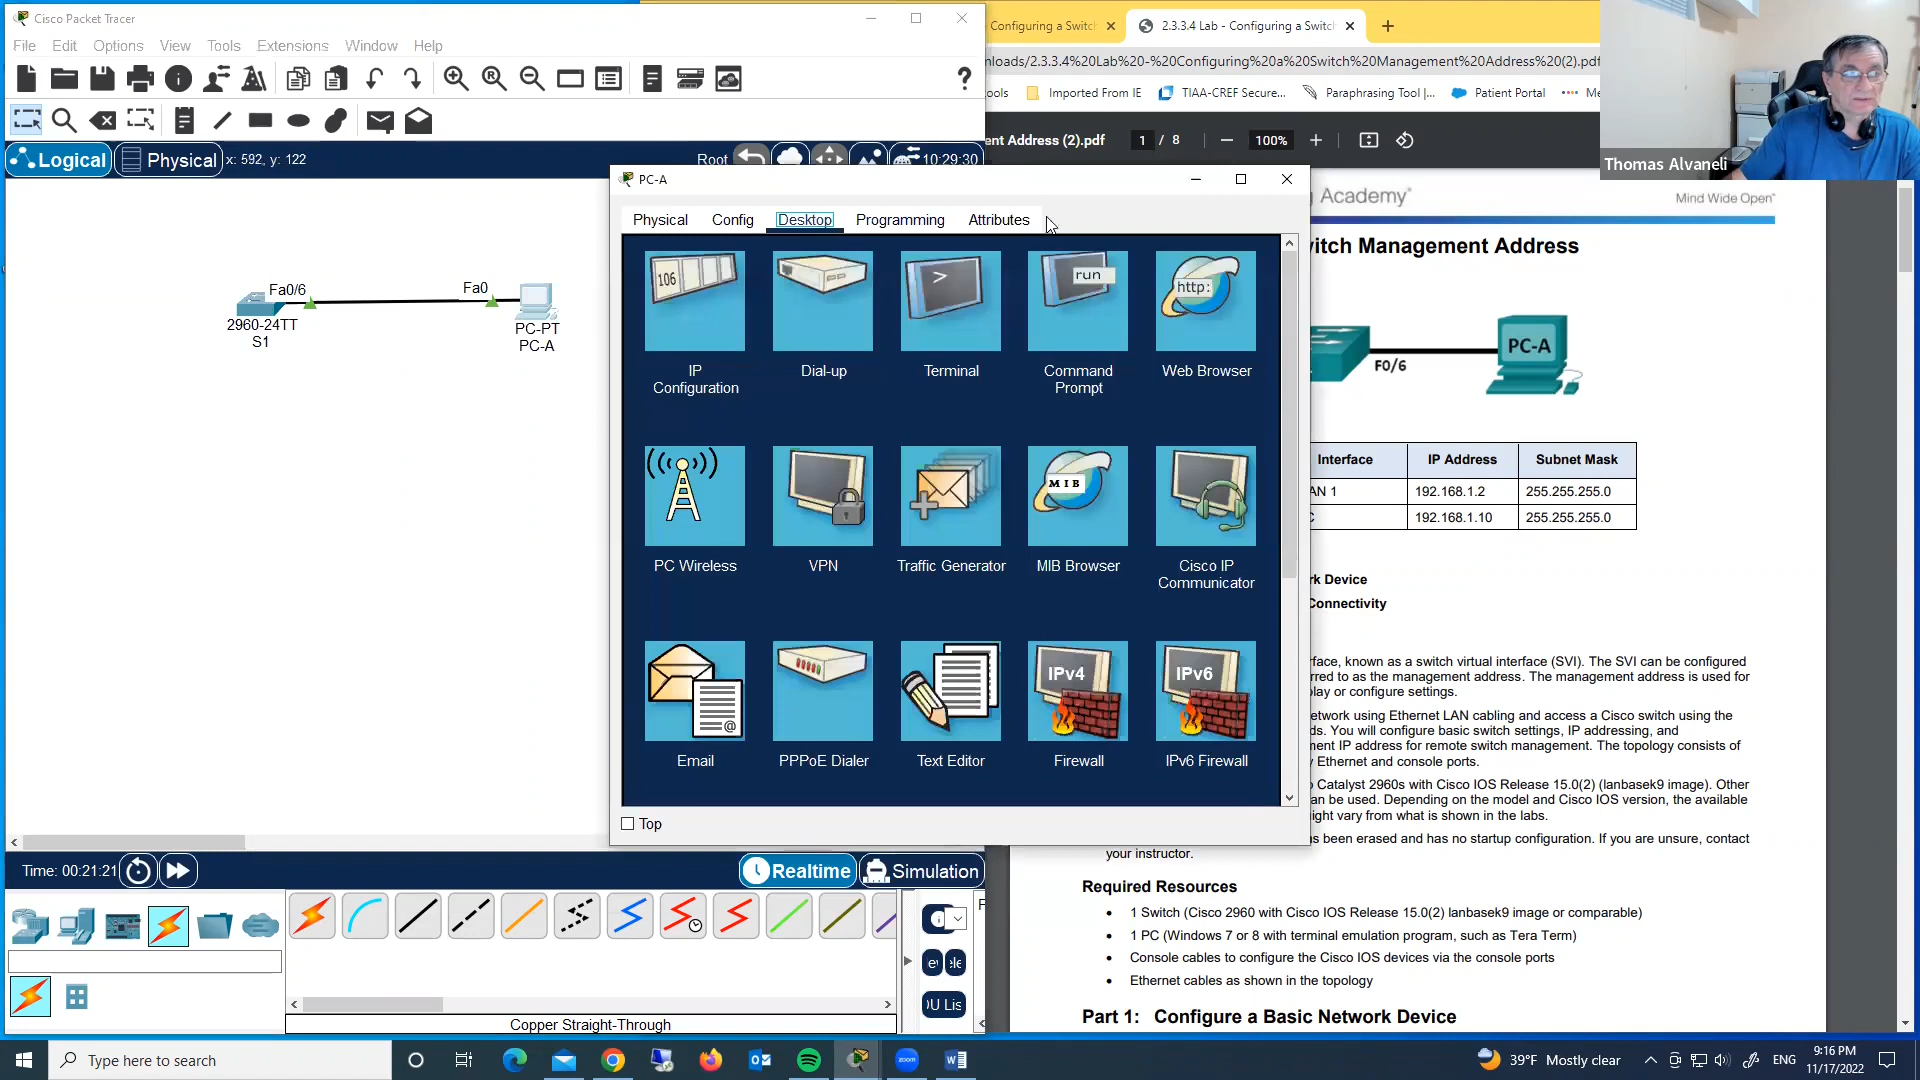 Cisco Packet Tracer
File Edit Options View Tools Extensions Window Help
Logical Physical x: 592, y: 122
Root 10:29:30
Fa0/6 Fa0
2960-24TT
S1
PC-PT
PC-A
PC-A
Physical Config Desktop Programming Attributes
106
>
run
http:
IP
Configuration
Dial-up
Terminal
Command
Prompt
Web Browser
MIB
PC Wireless
VPN
Traffic Generator
MIB Browser
Cisco IP
Communicator
@
IPv4
IPv6
Email
PPPoE Dialer
Text Editor
Firewall
IPv6 Firewall
Top
Time: 00:21:21
Realtime Simulation
Copper Straight-Through
Configuring a Switc
2.3.3.4 Lab - Configuring a Switc
nloads/2.3.3.4%20Lab%20-%20Configuring%20a%20Switch%20Management%20Address%20(2).pdf
ools Imported From IE TIAA-CREF Secure... Paraphrasing Tool |... Patient Portal Me
ent Address (2).pdf 1 / 8 100%
Thomas Alvaneli
g Academy Mind Wide Open
itch Management Address
F0/6
PC-A
Interface IP Address Subnet Mask
AN 1 192.168.1.2 255.255.255.0
C 192.168.1.10 255.255.255.0
rk Device
Connectivity
rface, known as a switch virtual interface (SVI). The SVI can be configured
rred to as the management address. The management address is used for
play or configure settings.
etwork using Ethernet LAN cabling and access a Cisco switch using the
ds. You will configure basic switch settings, IP addressing, and
ent IP address for remote switch management. The topology consists of
y Ethernet and console ports.
o Catalyst 2960s with Cisco IOS Release 15.0(2) (lanbasek9 image). Other
an be used. Depending on the model and Cisco IOS version, the available
ight vary from what is shown in the labs.
s been erased and has no startup configuration. If you are unsure, contact
your instructor.
Required Resources
• 1 Switch (Cisco 2960 with Cisco IOS Release 15.0(2) lanbasek9 image or comparable)
• 1 PC (Windows 7 or 8 with terminal emulation program, such as Tera Term)
• Console cables to configure the Cisco IOS devices via the console ports
• Ethernet cables as shown in the topology
Part 1: Configure a Basic Network Device
Type here to search
zoom
39°F Mostly clear
ENG
9:16 PM
11/17/2022